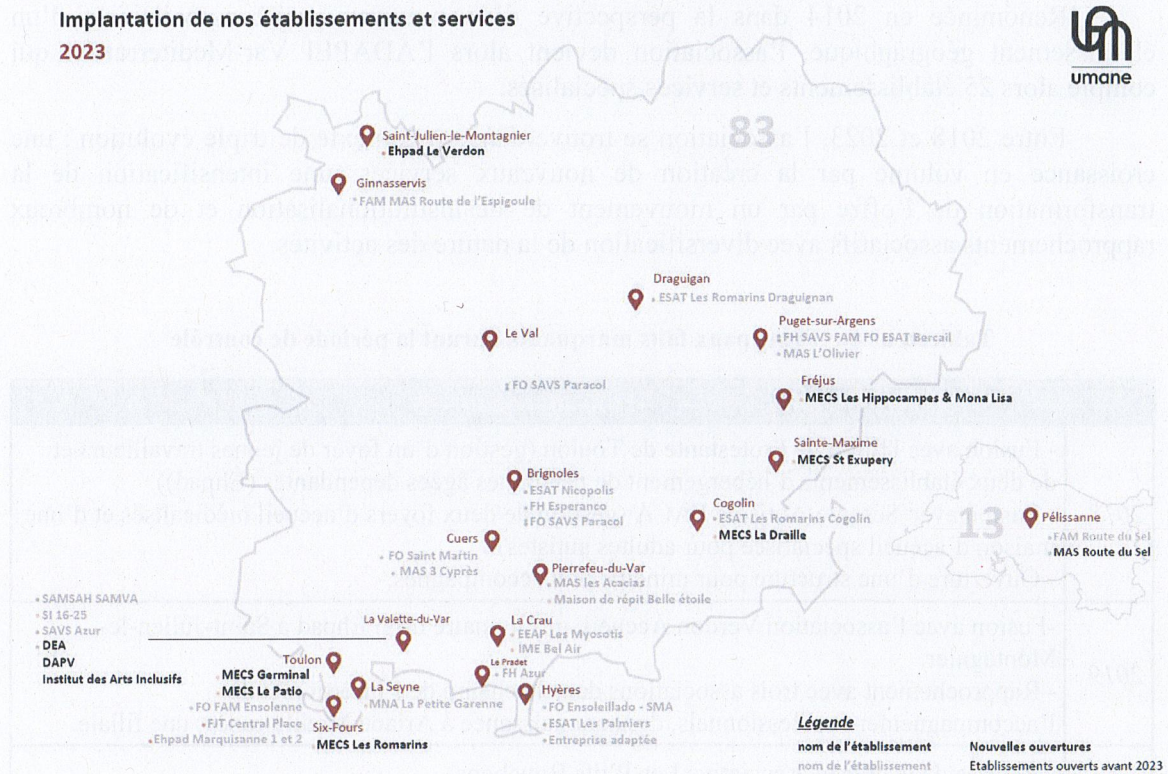 Implantation de nos établissements et services
2023
umane
83
Saint-Julien-le-Montagnier
Ehpad Le Verdon
Ginnasservis
FAM MAS Route de l'Espigoule
Draguigan
ESAT Les Romarins Draguignan
Puget-sur-Argens
FH SAVS FAM FO ESAT Bercail
MAS L'Olivier
Le Val
FO SAVS Paracol
Fréjus
MECS Les Hippocampes & Mona Lisa
Sainte-Maxime
MECS St Exupery
Brignoles
ESAT Nicopolis
FH Esperance
FO SAVS Paracol
Cogolin
ESAT Les Romarins Cogolin
MECS La Draille
13
Pélissanne
FAM Route du Sel
MAS Route du Sel
Cuers
FO Saint Martin
MAS 3 Cyprès
Pierrefeu-du-Var
MAS les Acacias
Maison de répit Belle étoile
SAMSAH SAMVA
SI 16-25
SAVS Azur
DEA
DAPV
Institut des Arts Inclusifs
La Valette-du-Var
La Crau
EEAP Les Myosotis
IME Bel Air
Toulon
MECS Germinal
MECS Le Patio
FO FAM Ensolenne
FJT Central Place
Ehpad Marquisanne 1 et 2
La Seyne
MNA La Petite Garenne
Six-Fours
MECS Les Romarins
Le Pradet
FH Azur
Hyères
FO Ensoleillado - SMA
ESAT Les Palmiers
Entreprise adaptée
Légende
nom de l'établissement Nouvelles ouvertures
nom de l'établissement Etablissements ouverts avant 2023